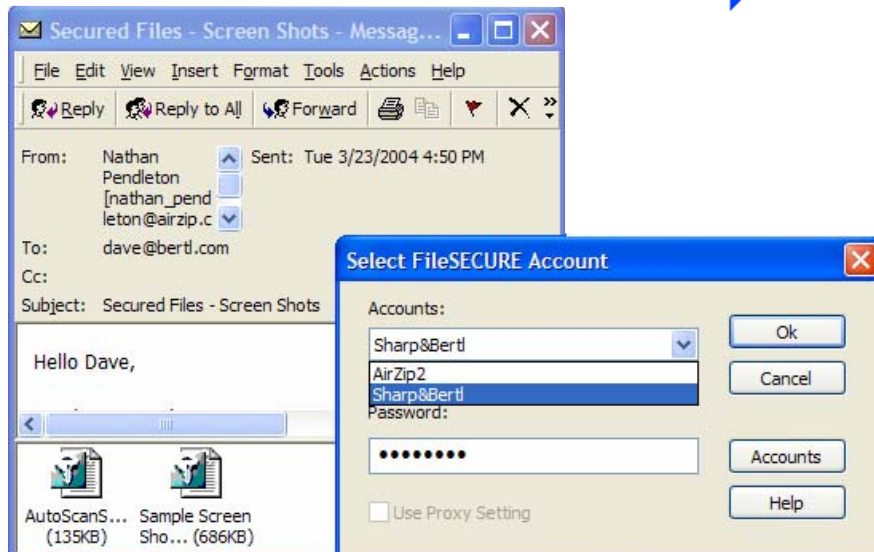 Secured Files - Screen Shots - Messag...
File Edit View Insert Format Tools Actions Help
Reply Reply to All Forward
From: Nathan Pendleton [nathan_pend leton@airzip.c
Sent: Tue 3/23/2004 4:50 PM
To: dave@bertl.com
Cc:
Subject: Secured Files - Screen Shots
Hello Dave,
AutoScanS... (135KB)
Sample Screen Sho... (686KB)
Select FileSECURE Account
Accounts:
Sharp&Bertl
AirZip2
Sharp&Bertl
Password:
Use Proxy Setting
Ok
Cancel
Accounts
Help